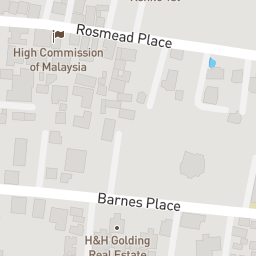 Rosmead Place
High Commission
of Malaysia
Barnes Place
H&H Golding
Real Estate